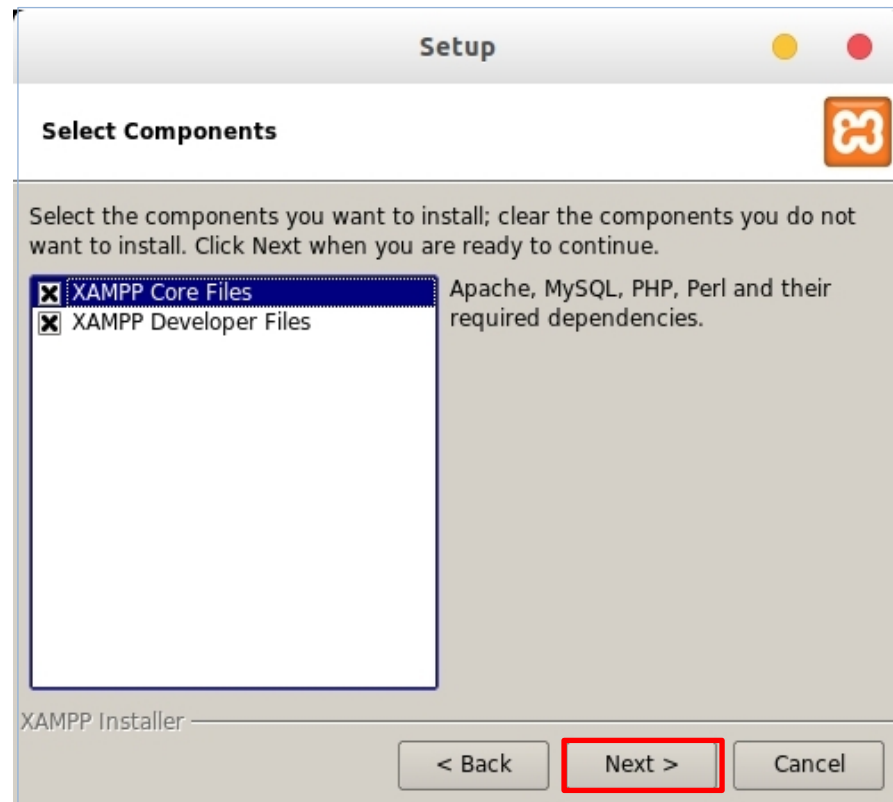 Setup
Select Components
Select the components you want to install; clear the components you do not
want to install. Click Next when you are ready to continue.
XAMPP Core Files
XAMPP Developer Files
Apache, MySQL, PHP, Perl and their
required dependencies.
XAMPP Installer
< Back
Next >
Cancel